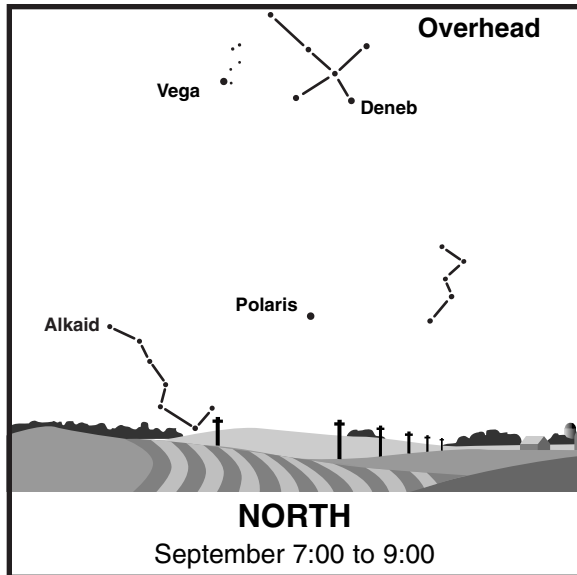 Overhead
Vega
Deneb
Polaris
Alkaid
NORTH
September 7:00 to 9:00